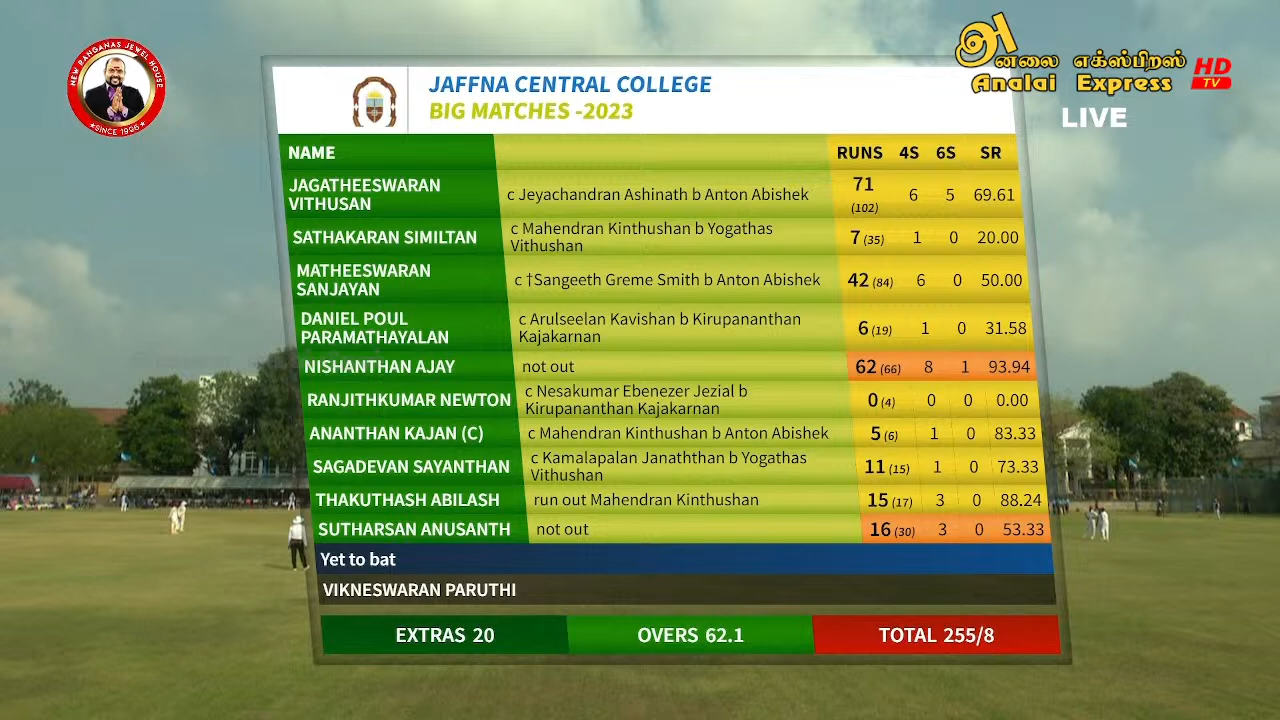 NEW RANGANAS JEWEL HOUSE
★SINCE 1996★
அனலை எக்ஸ்பிறஸ்
Analai Express
HD
TV
LIVE
JAFFNA CENTRAL COLLEGE
BIG MATCHES -2023
NAME RUNS 4S 6S SR
JAGATHEESWARAN
VITHUSAN
c Jeyachandran Ashinath b Anton Abishek 71 (102) 6 5 69.61
SATHAKARAN SIMILTAN
c Mahendran Kinthushan b Yogathas
Vithushan
7 (35) 1 0 20.00
MATHEESWARAN
SANJAYAN
c †Sangeeth Greme Smith b Anton Abishek 42 (84) 6 0 50.00
DANIEL POUL
PARAMATHAYALAN
c Arulseelan Kavishan b Kirupananthan
Kajakarnan
6 (19) 1 0 31.58
NISHANTHAN AJAY not out 62 (66) 8 1 93.94
RANJITHKUMAR NEWTON
c Nesakumar Ebenezer Jezial b
Kirupananthan Kajakarnan
0 (4) 0 0 0.00
ANANTHAN KAJAN (C) c Mahendran Kinthushan b Anton Abishek 5 (6) 1 0 83.33
SAGADEVAN SAYANTHAN
c Kamalapalan Janaththan b Yogathas
Vithushan
11 (15) 1 0 73.33
THAKUTHASH ABILASH run out Mahendran Kinthushan 15 (17) 3 0 88.24
SUTHARSAN ANUSANTH not out 16 (30) 3 0 53.33
Yet to bat
VIKNESWARAN PARUTHI
EXTRAS 20 OVERS 62.1 TOTAL 255/8